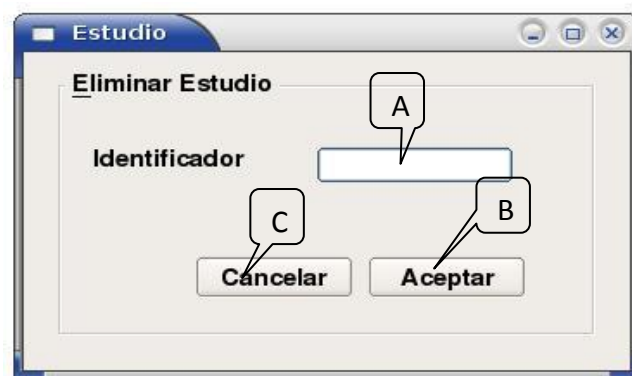 Estudio
Eliminar Estudio
A
Identificador
B
C
Cancelar
Aceptar